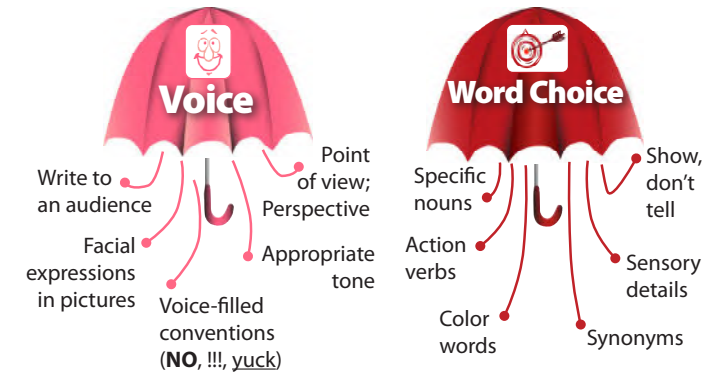 Voice
Write to
an audience
Facial
expressions
in pictures
Voice-filled
conventions
(NO, !!!, yuck)
Appropriate
tone
Point
of view;
Perspective
Word Choice
Specific
nouns
Action
verbs
Color
words
Synonyms
Sensory
details
Show,
don't
tell